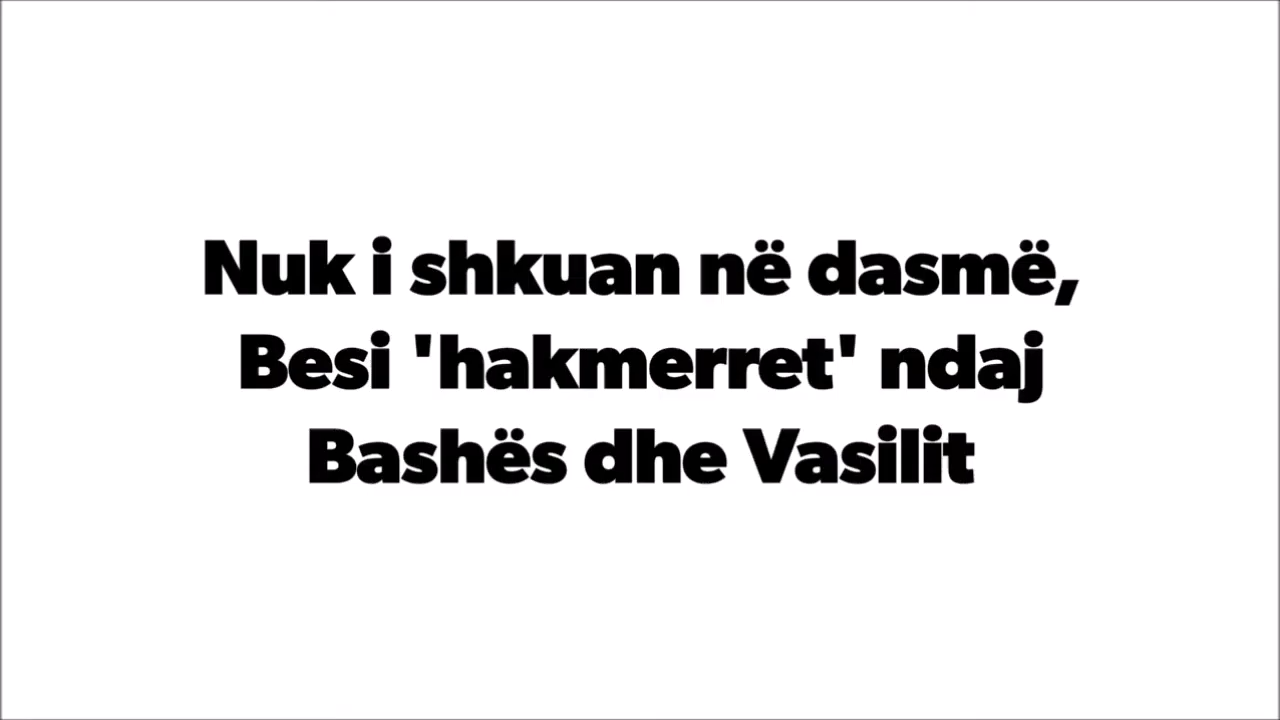 Nuk i shkuan në dasmë,
Besi 'hakmerret' ndaj
Bashës dhe Vasilit